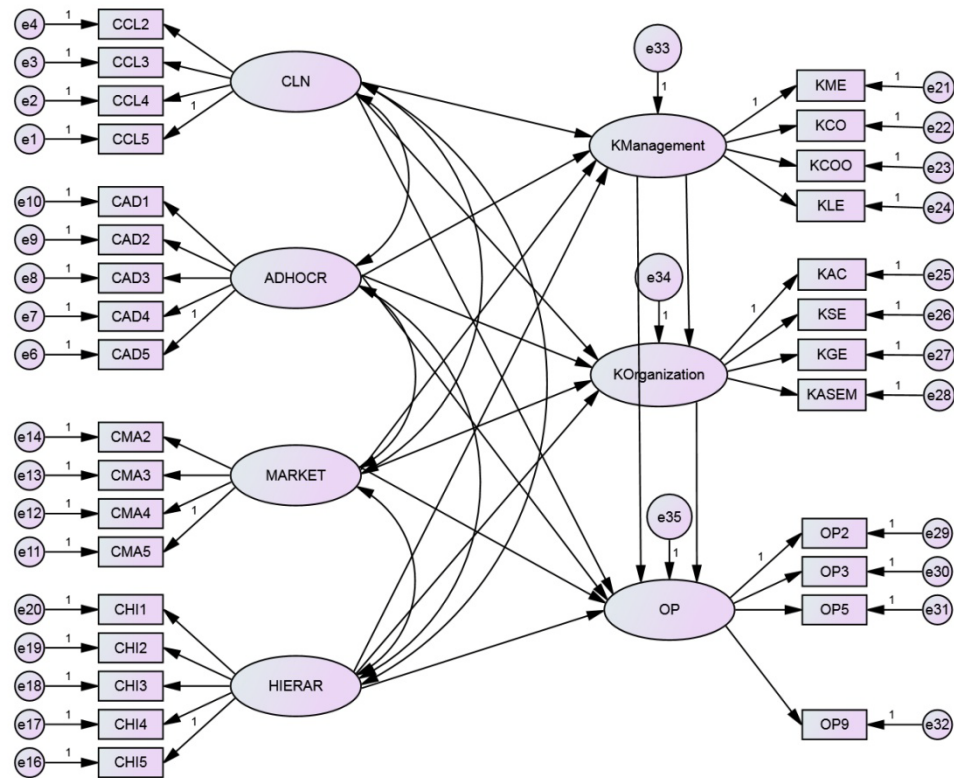 e4 1 CCL2
e3 1 CCL3
e2 1 CCL4
e1 1 CCL5
1
CLN
e10 1 CAD1
e9 1 CAD2
e8 1 CAD3
e7 1 CAD4
e6 1 CAD5
1
ADHOCR
e14 1 CMA2
e13 1 CMA3
e12 1 CMA4
e11 1 CMA5
1
MARKET
e20 1 CHI1
e19 1 CHI2
e18 1 CHI3
e17 1 CHI4
e16 1 CHI5
1
HIERAR
e33
1
KManagement
1
KME 1 e21
KCO 1 e22
KCOO 1 e23
KLE 1 e24
e34
1
KOrganization
1
KAC 1 e25
KSE 1 e26
KGE 1 e27
KASEM 1 e28
e35
1
OP
1
OP2 1 e29
OP3 1 e30
OP5 1 e31
OP9 1 e32